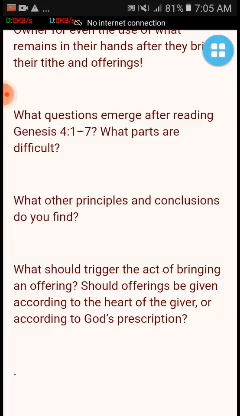 81% 7:05 AM
0:0KB/s U:0KB/s No internet connection
Owner for even the use of what
remains in their hands after they bri
their tithe and offerings!
What questions emerge after reading
Genesis 4:1–7? What parts are
difficult?
What other principles and conclusions
do you find?
What should trigger the act of bringing
an offering? Should offerings be given
according to the heart of the giver, or
according to God's prescription?
.